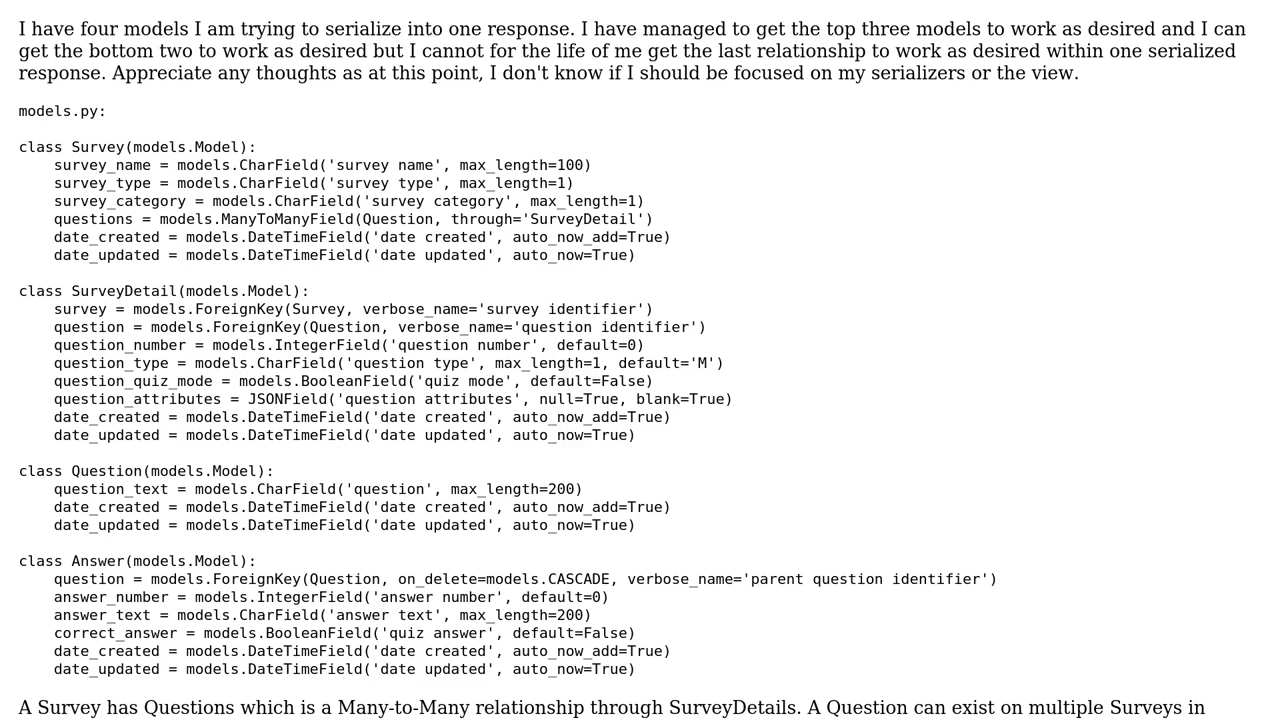 I have four models I am trying to serialize into one response. I have managed to get the top three models to work as desired and I can
get the bottom two to work as desired but I cannot for the life of me get the last relationship to work as desired within one serialized
response. Appreciate any thoughts as at this point, I don't know if I should be focused on my serializers or the view.
models.py:
class Survey(models.Model):
    survey_name = models.CharField('survey name', max_length=100)
    survey_type = models.CharField('survey type', max_length=1)
    survey_category = models.CharField('survey category', max_length=1)
    questions = models.ManyToManyField(Question, through='SurveyDetail')
    date_created = models.DateTimeField('date created', auto_now_add=True)
    date_updated = models.DateTimeField('date updated', auto_now=True)
class SurveyDetail(models.Model):
    survey = models.ForeignKey(Survey, verbose_name='survey identifier')
    question = models.ForeignKey(Question, verbose_name='question identifier')
    question_number = models.IntegerField('question number', default=0)
    question_type = models.CharField('question type', max_length=1, default='M')
    question_quiz_mode = models.BooleanField('quiz mode', default=False)
    question_attributes = JSONField('question attributes', null=True, blank=True)
    date_created = models.DateTimeField('date created', auto_now_add=True)
    date_updated = models.DateTimeField('date updated', auto_now=True)
class Question(models.Model):
    question_text = models.CharField('question', max_length=200)
    date_created = models.DateTimeField('date created', auto_now_add=True)
    date_updated = models.DateTimeField('date updated', auto_now=True)
class Answer(models.Model):
    question = models.ForeignKey(Question, on_delete=models.CASCADE, verbose_name='parent question identifier')
    answer_number = models.IntegerField('answer number', default=0)
    answer_text = models.CharField('answer text', max_length=200)
    correct_answer = models.BooleanField('quiz answer', default=False)
    date_created = models.DateTimeField('date created', auto_now_add=True)
    date_updated = models.DateTimeField('date updated', auto_now=True)
A Survey has Questions which is a Many-to-Many relationship through SurveyDetails. A Question can exist on multiple Surveys in